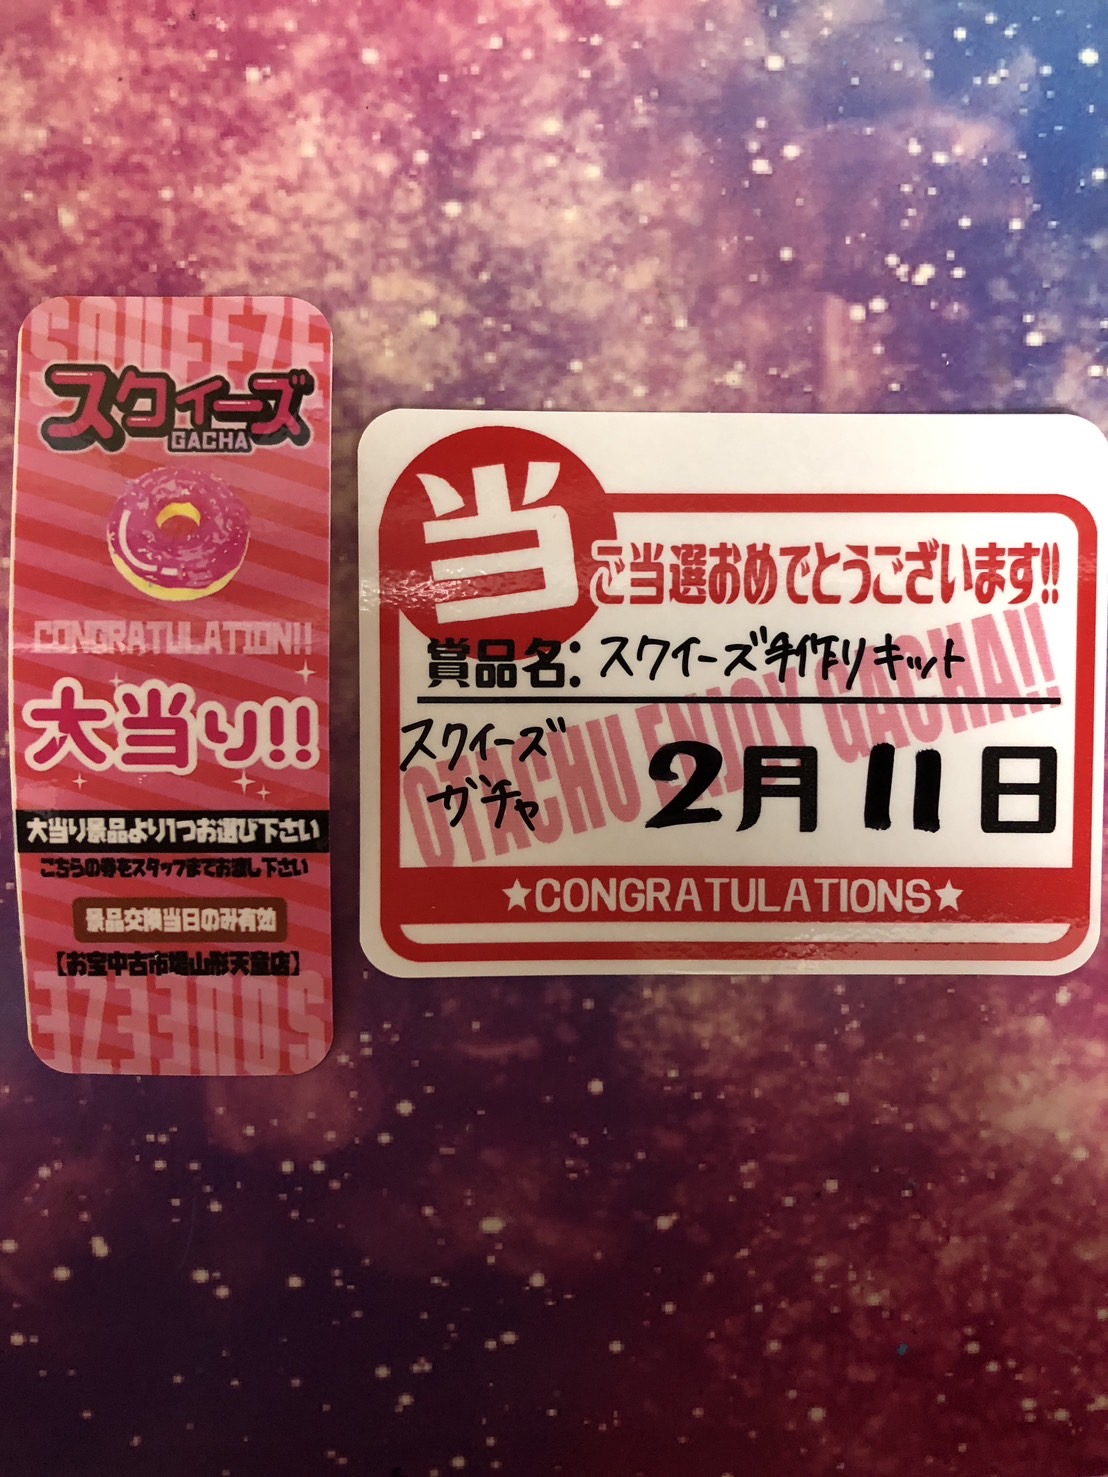 SQUEEZE
スクイーズ
GACHA
CONGRATULATION!!
大当り!!
大当り景品より1つお選び下さい
こちらの券をスタッフまでお渡し下さい
景品交換当日のみ有効
【お宝中古市場山形天童店】
SQUEEZE
当
ご当選おめでとうございます!!
賞品名: スクイーズ手作りキット
スクイーズ
ガチャ
2月11日
OTACHU ENJOY GACHA!!
★CONGRATULATIONS★